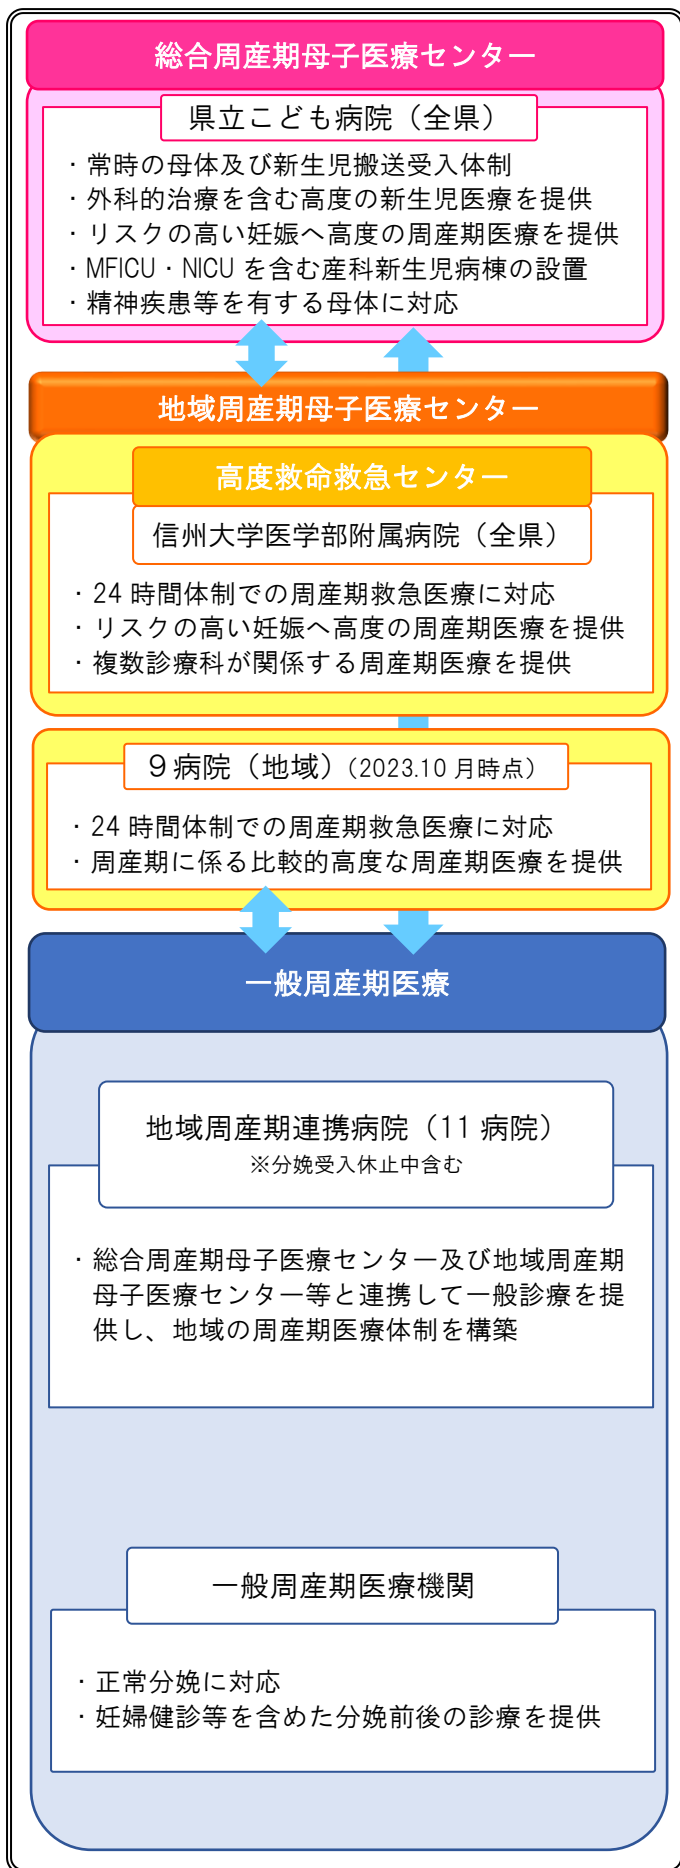 総合周産期母子医療センター
県立こども病院（全県）
・常時の母体及び新生児搬送受入体制
・外科的治療を含む高度の新生児医療を提供
・リスクの高い妊娠へ高度の周産期医療を提供
・MFICU・NICU を含む産科新生児病棟の設置
・精神疾患等を有する母体に対応
地域周産期母子医療センター
高度救命救急センター
信州大学医学部附属病院（全県）
・24 時間体制での周産期救急医療に対応
・リスクの高い妊娠へ高度の周産期医療を提供
・複数診療科が関係する周産期医療を提供
９病院（地域）（2023.10 月時点）
・24 時間体制での周産期救急医療に対応
・周産期に係る比較的高度な周産期医療を提供
一般周産期医療
地域周産期連携病院（11 病院）
※分娩受入休止中含む
・総合周産期母子医療センター及び地域周産期
母子医療センター等と連携して一般診療を提
供し、地域の周産期医療体制を構築
一般周産期医療機関
・正常分娩に対応
・妊婦健診等を含めた分娩前後の診療を提供